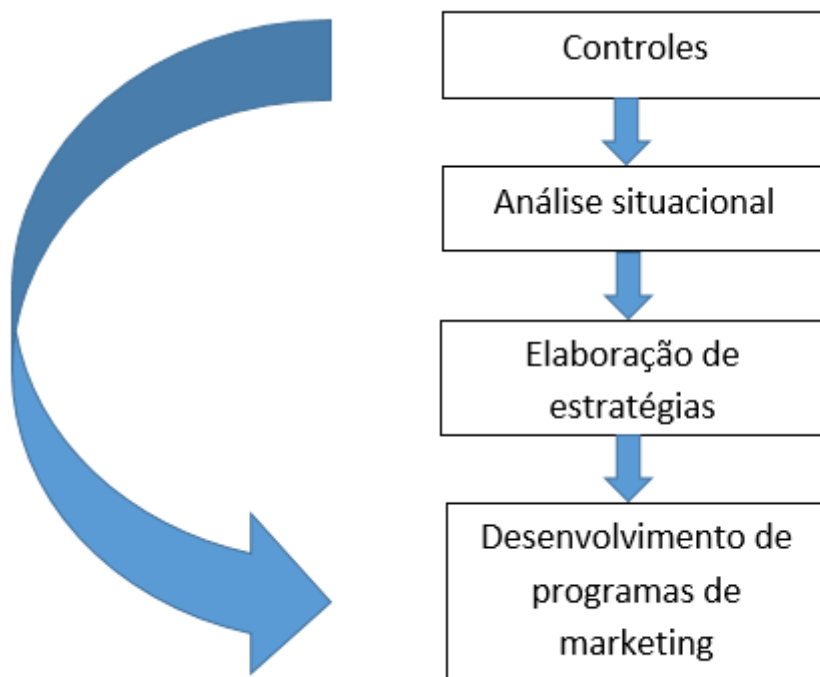 Controles
Análise situacional
Elaboração de
estratégias
Desenvolvimento de
programas de
marketing